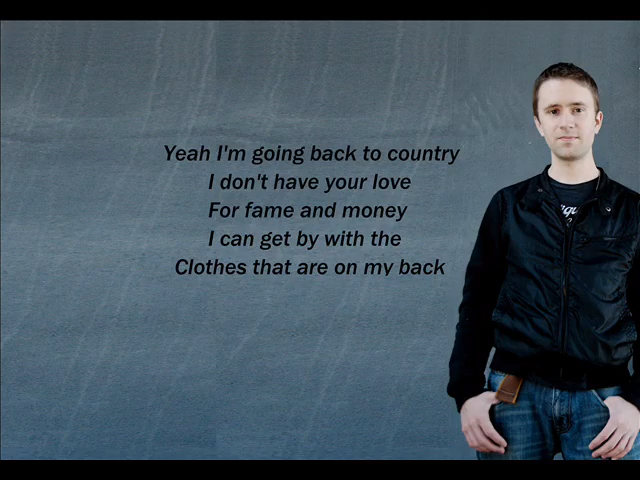 Yeah I'm going back to country
I don't have your love
For fame and money
I can get by with the
Clothes that are on my back